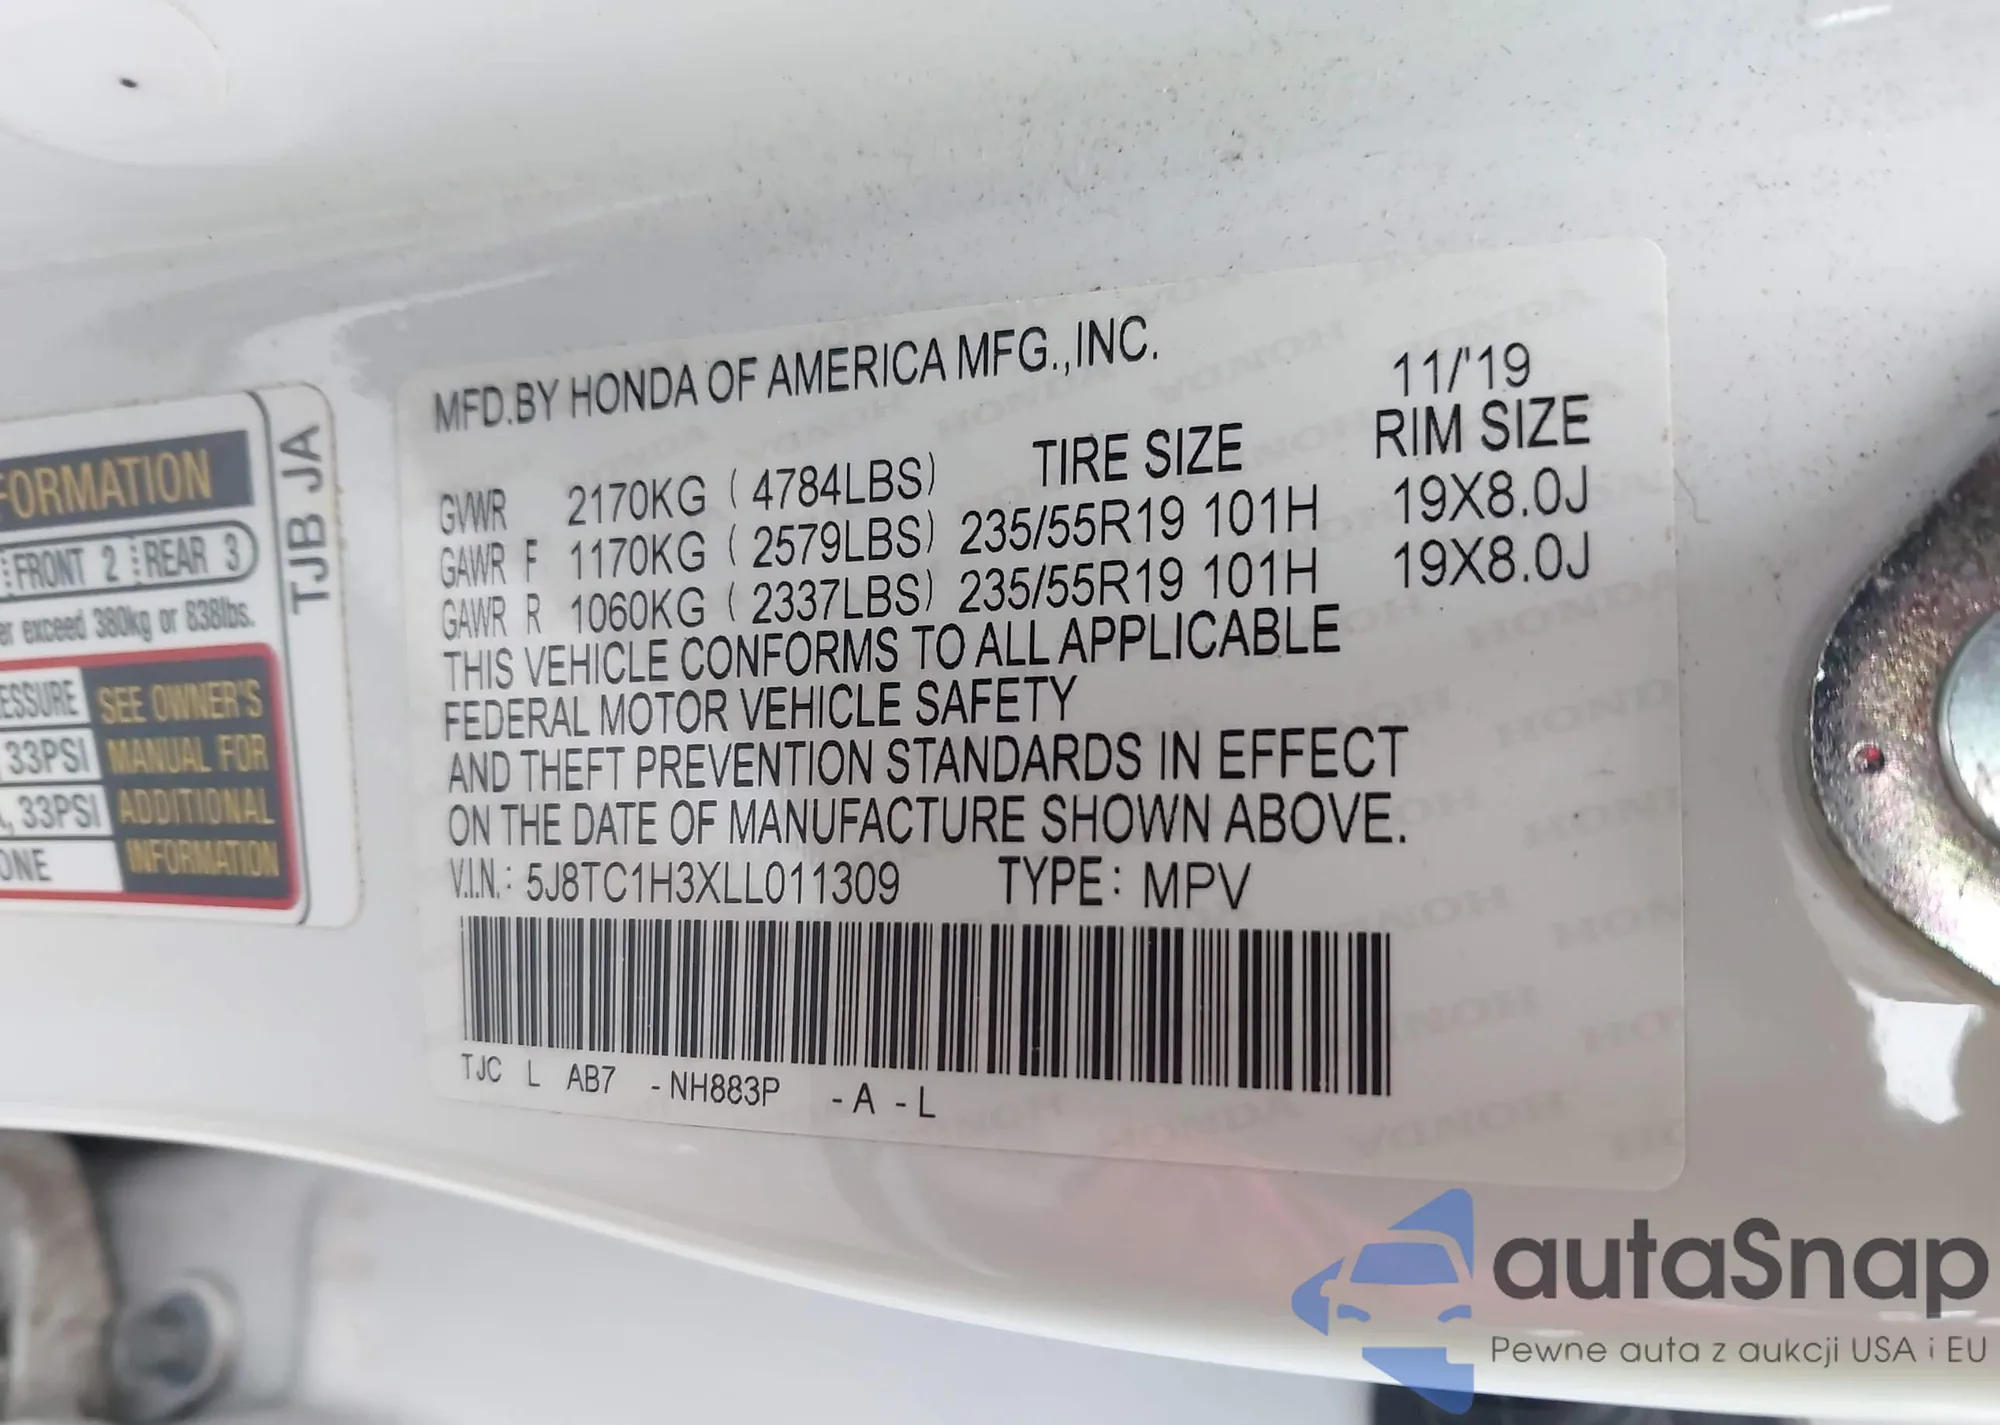 FORMATION
FRONT 2 REAR 3
er exceed 380kg or 838lbs.
ESSURE
33PSI
33PSI
ONE
SEE OWNER'S
MANUAL FOR
ADDITIONAL
INFORMATION
TJB JA
MFD.BY HONDA OF AMERICA MFG.,INC. 11/'19
GVWR 2170KG ( 4784LBS) TIRE SIZE RIM SIZE
GAWR F 1170KG ( 2579LBS) 235/55R19 101H 19X8.0J
GAWR R 1060KG ( 2337LBS) 235/55R19 101H 19X8.0J
THIS VEHICLE CONFORMS TO ALL APPLICABLE
FEDERAL MOTOR VEHICLE SAFETY
AND THEFT PREVENTION STANDARDS IN EFFECT
ON THE DATE OF MANUFACTURE SHOWN ABOVE.
V.I.N.: 5J8TC1H3XLL011309 TYPE: MPV
TJC L AB7 -NH883P -A -L
autaSnap
Pewne auta z aukcji USA i EU